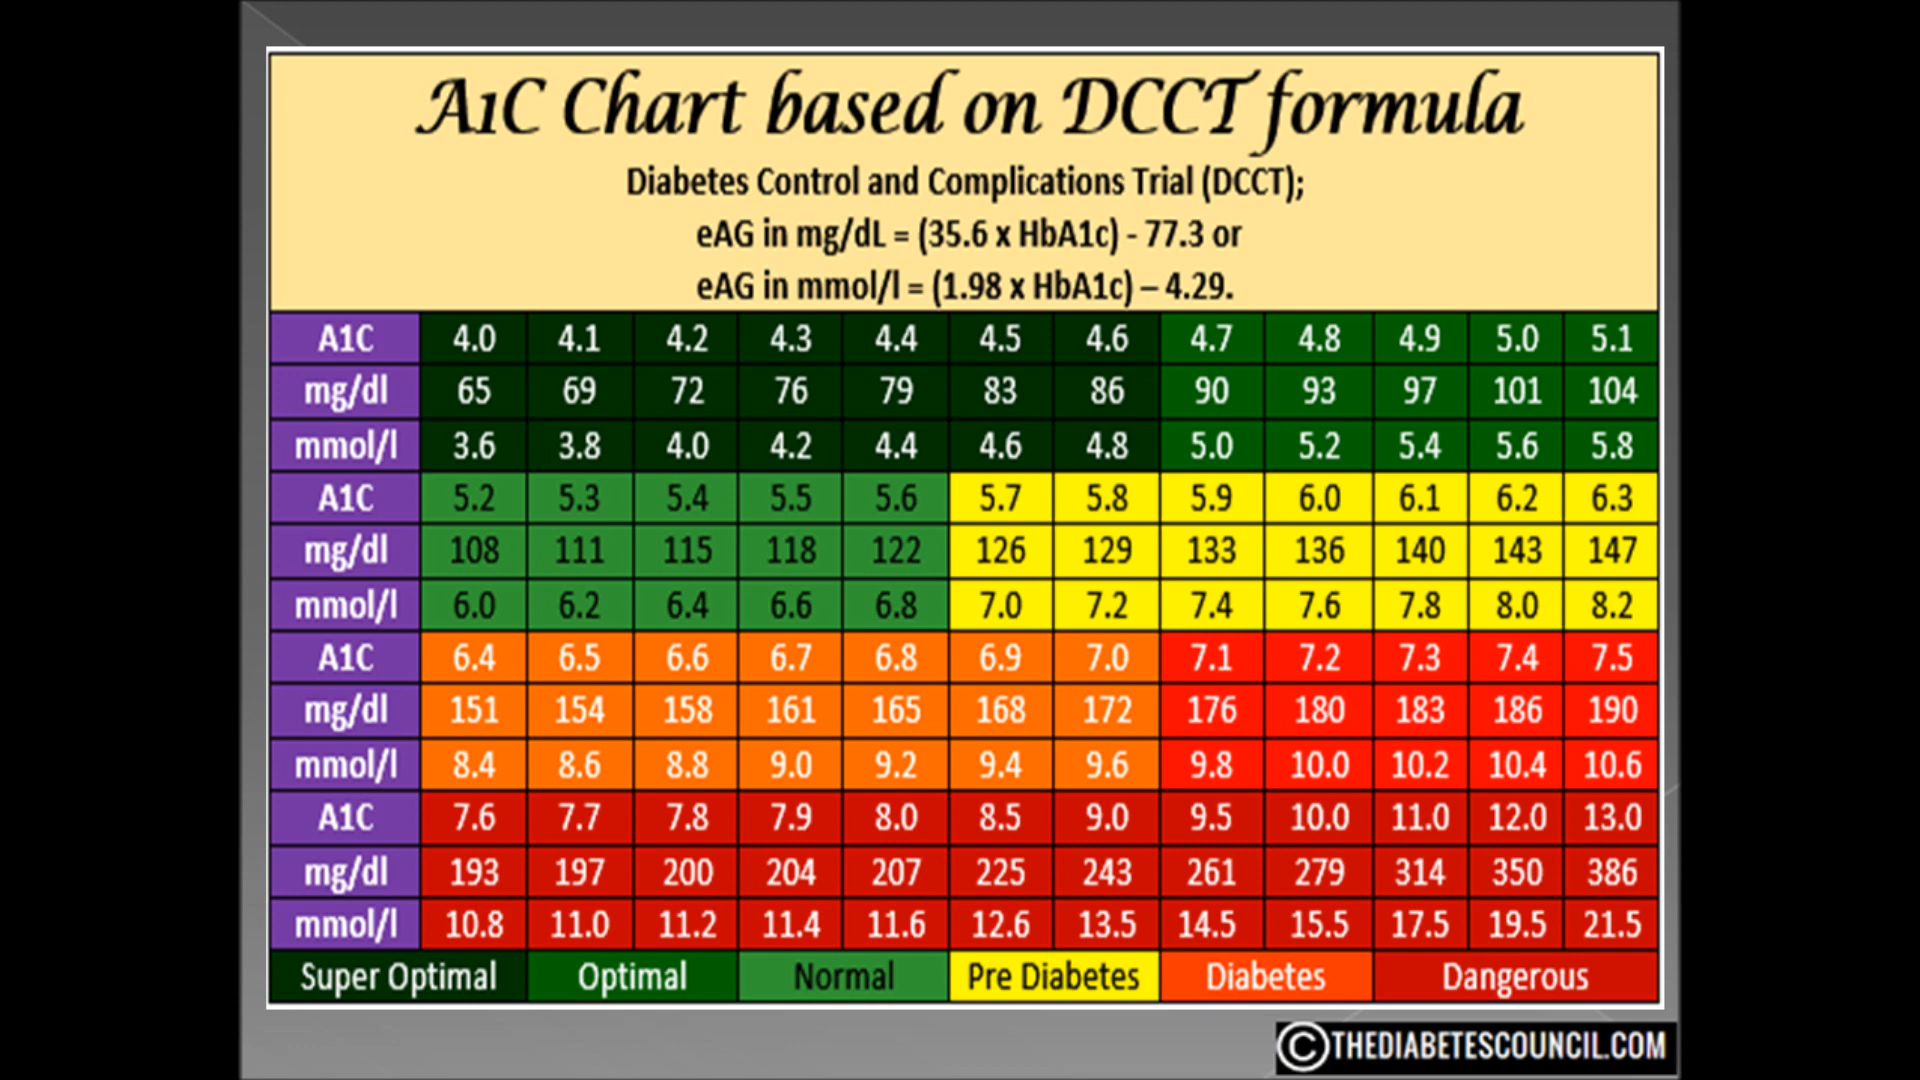 A1C Chart based on DCCT formula
Diabetes Control and Complications Trial (DCCT);
eAG in mg/dL = (35.6 x HbA1c) - 77.3 or
eAG in mmol/l = (1.98 x HbA1c) – 4.29.
A1C 4.0 4.1 4.2 4.3 4.4 4.5 4.6 4.7 4.8 4.9 5.0 5.1
mg/dl 65 69 72 76 79 83 86 90 93 97 101 104
mmol/l 3.6 3.8 4.0 4.2 4.4 4.6 4.8 5.0 5.2 5.4 5.6 5.8
A1C 5.2 5.3 5.4 5.5 5.6 5.7 5.8 5.9 6.0 6.1 6.2 6.3
mg/dl 108 111 115 118 122 126 129 133 136 140 143 147
mmol/l 6.0 6.2 6.4 6.6 6.8 7.0 7.2 7.4 7.6 7.8 8.0 8.2
A1C 6.4 6.5 6.6 6.7 6.8 6.9 7.0 7.1 7.2 7.3 7.4 7.5
mg/dl 151 154 158 161 165 168 172 176 180 183 186 190
mmol/l 8.4 8.6 8.8 9.0 9.2 9.4 9.6 9.8 10.0 10.2 10.4 10.6
A1C 7.6 7.7 7.8 7.9 8.0 8.5 9.0 9.5 10.0 11.0 12.0 13.0
mg/dl 193 197 200 204 207 225 243 261 279 314 350 386
mmol/l 10.8 11.0 11.2 11.4 11.6 12.6 13.5 14.5 15.5 17.5 19.5 21.5
Super Optimal Optimal Normal Pre Diabetes Diabetes Dangerous
©THEDIABETESCOUNCIL.COM